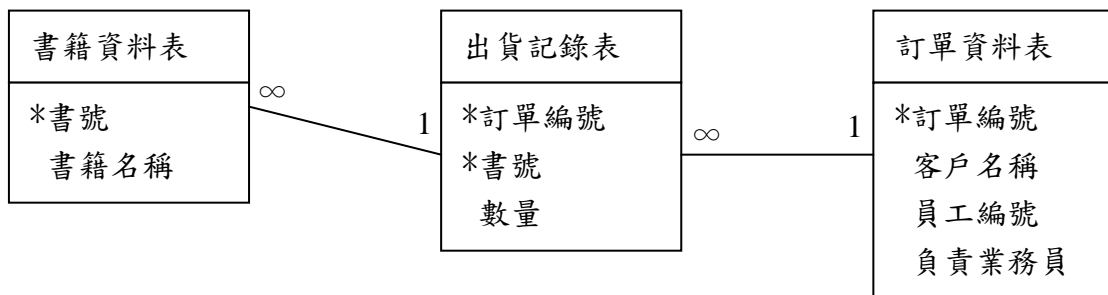 書籍資料表
*書號
書籍名稱
∞
1
出貨記錄表
*訂單編號
*書號
數量
∞
1
訂單資料表
*訂單編號
客戶名稱
員工編號
負責業務員